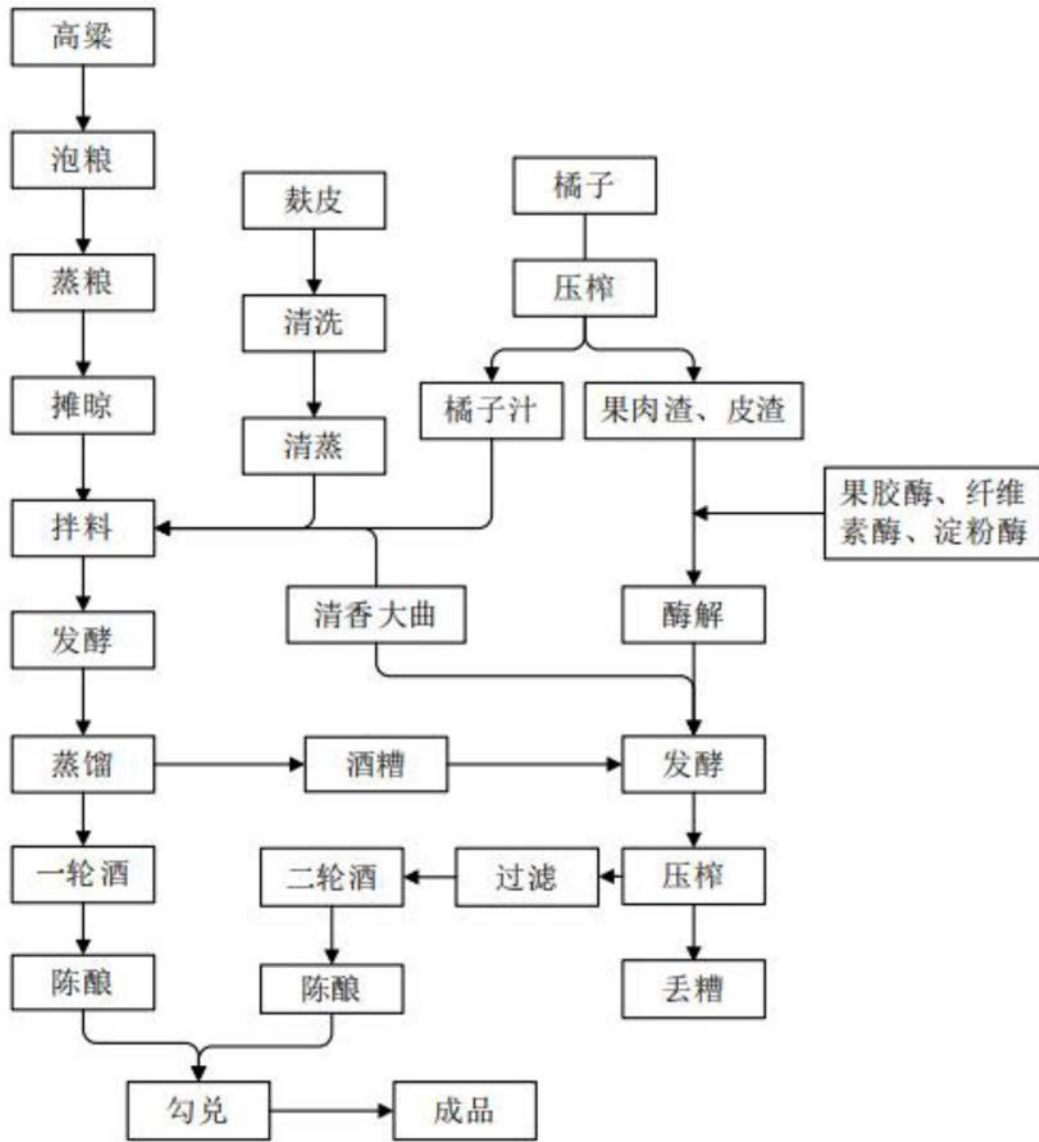 高粱
泡粮
蒸粮
摊晾
拌料
发酵
蒸馏
一轮酒
陈酿
麸皮
清洗
清蒸
橘子
压榨
橘子汁
果肉渣、皮渣
果胶酶、纤维
素酶、淀粉酶
清香大曲
酶解
酒糟
发酵
压榨
过滤
二轮酒
陈酿
丢糟
勾兑
成品